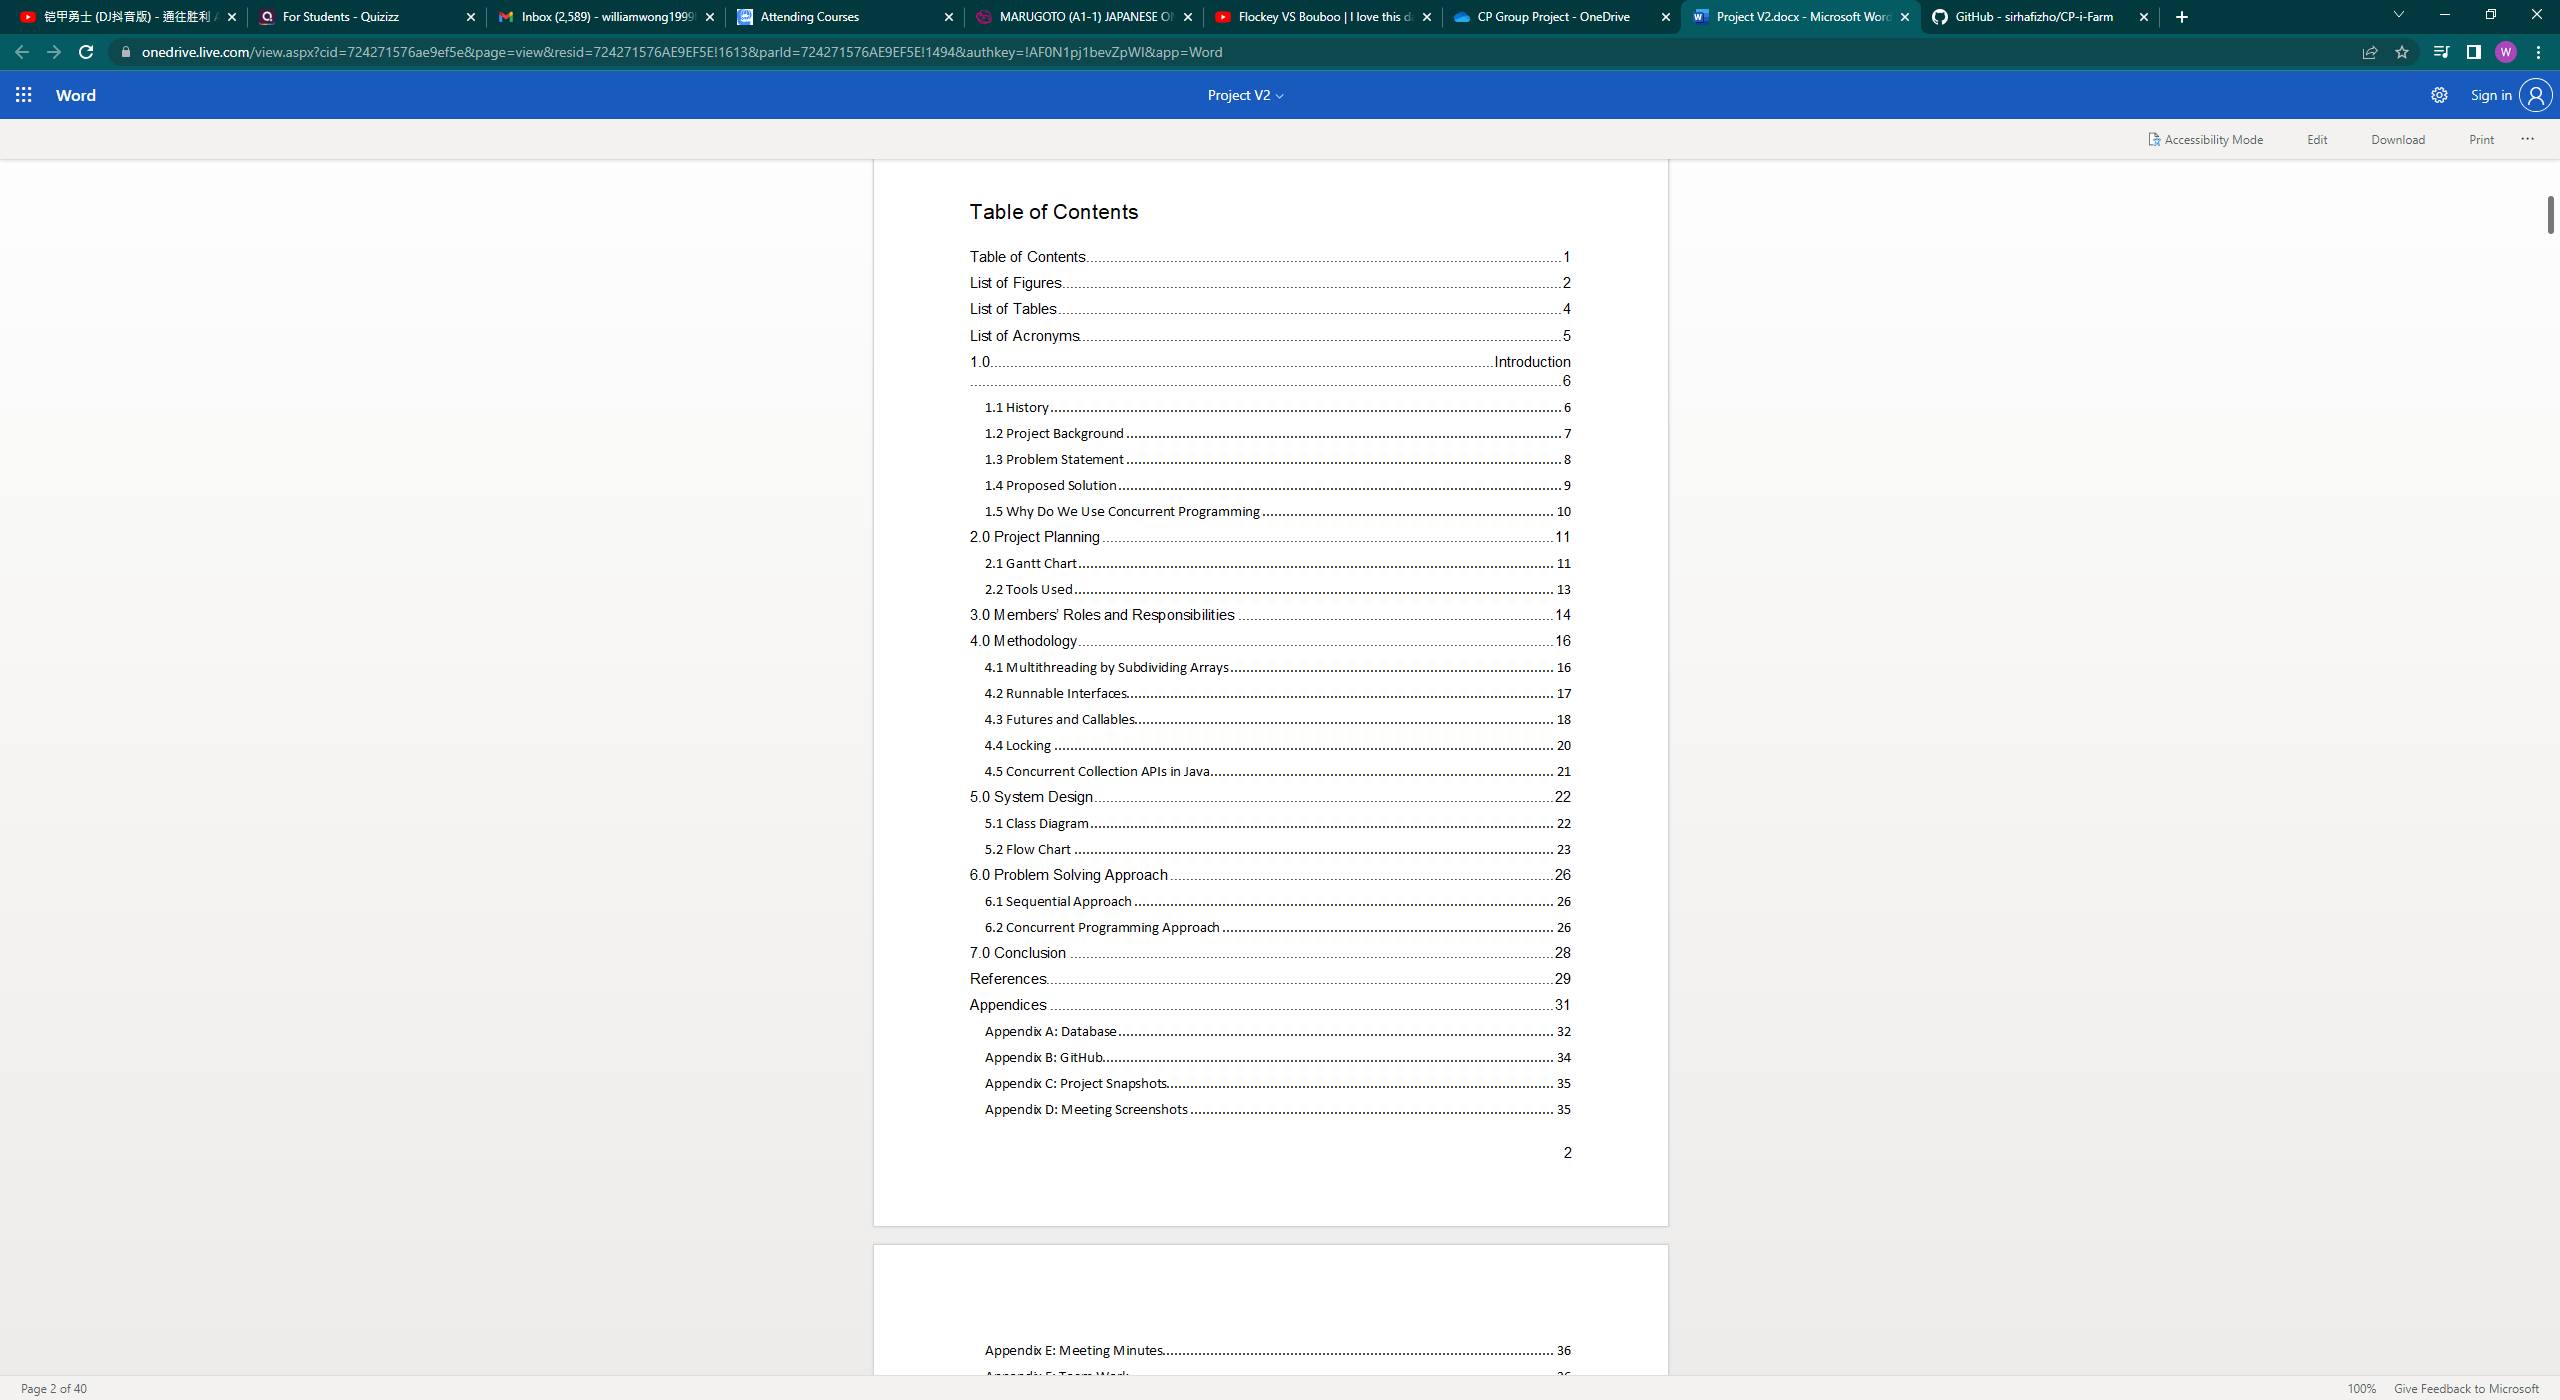 铠甲勇士 (DJ抖音版) - 通往胜利
For Students - Quizizz
Inbox (2,589) - williamwong1999
Attending Courses
MARUGOTO (A1-1) JAPANESE
Flockey VS Bouboo | I love this
CP Group Project - OneDrive
Project V2.docx - Microsoft Word
GitHub - sirhafizho/CP-i-Farm
onedrive.live.com/view.aspx?cid=724271576ae9ef5e&page=view&resid=724271576AE9EF5E!1613&parId=724271576AE9EF5E!1494&authkey=!AF0N1pj1bevZpWI&app=Word
W
Word
Project V2
Sign in
Accessibility Mode
Edit
Download
Print
Table of Contents
Table of Contents 1
List of Figures 2
List of Tables 4
List of Acronyms 5
1.0 Introduction
6
1.1 History 6
1.2 Project Background 7
1.3 Problem Statement 8
1.4 Proposed Solution 9
1.5 Why Do We Use Concurrent Programming 10
2.0 Project Planning 11
2.1 Gantt Chart 11
2.2 Tools Used 13
3.0 Members’ Roles and Responsibilities 14
4.0 Methodology 16
4.1 Multithreading by Subdividing Arrays 16
4.2 Runnable Interfaces 17
4.3 Futures and Callables 18
4.4 Locking 20
4.5 Concurrent Collection APIs in Java 21
5.0 System Design 22
5.1 Class Diagram 22
5.2 Flow Chart 23
6.0 Problem Solving Approach 26
6.1 Sequential Approach 26
6.2 Concurrent Programming Approach 26
7.0 Conclusion 28
References 29
Appendices 31
Appendix A: Database 32
Appendix B: GitHub 34
Appendix C: Project Snapshots 35
Appendix D: Meeting Screenshots 35
2
Appendix E: Meeting Minutes 36
Page 2 of 40
100%
Give Feedback to Microsoft